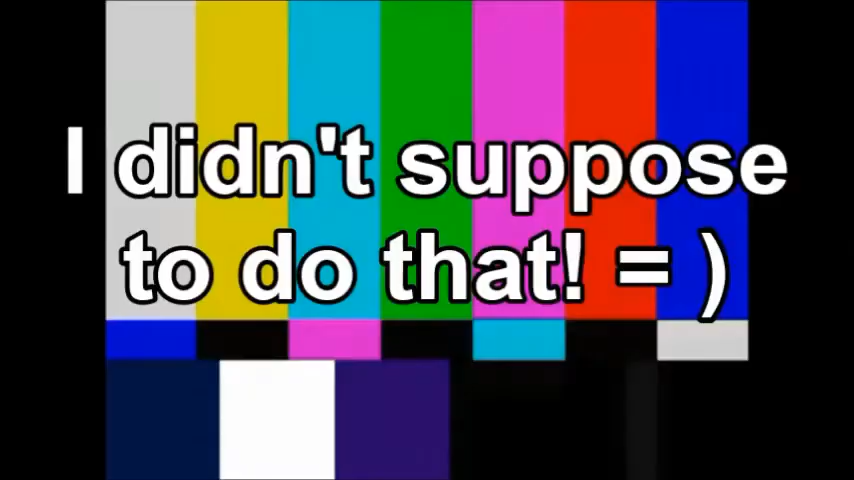 I didn't suppose
to do that! = )